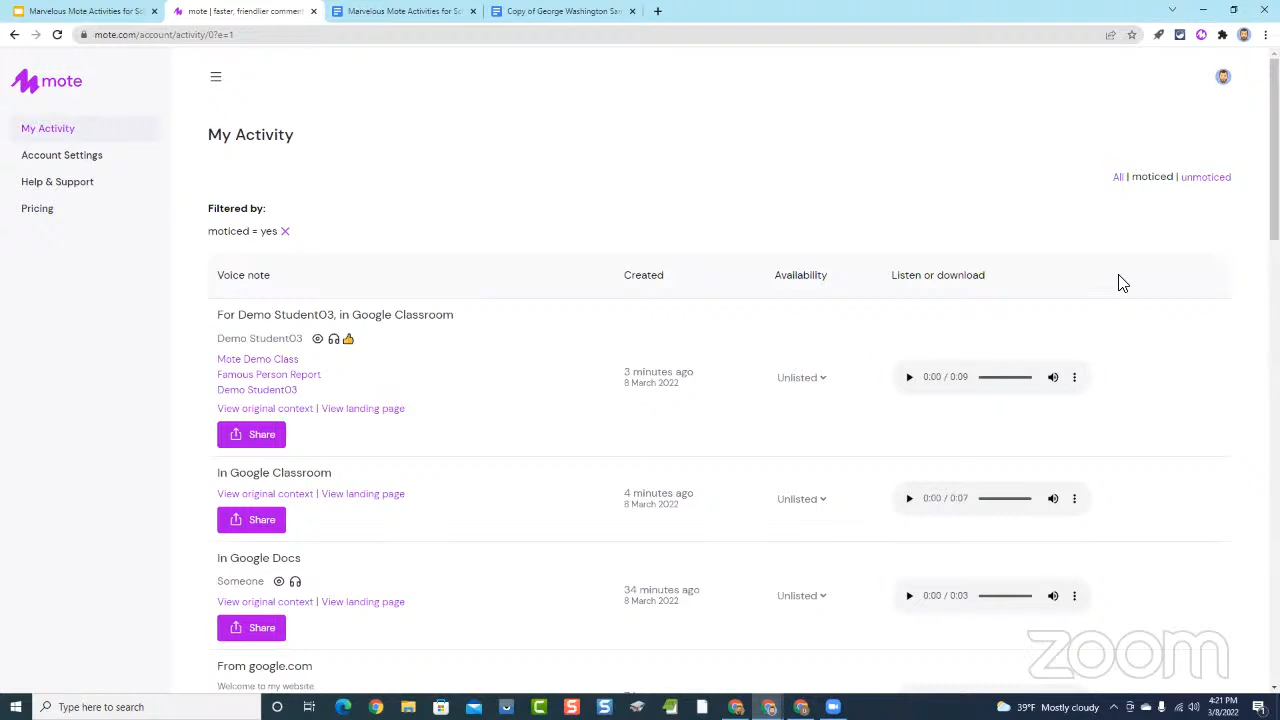 Marvelous Mote Activities for Sc
mote | faster, friendlier comment
Marvelous Mote Activities for Sc
Copy of George Washington Sam
mote.com/account/activity/0?e=1
mote
My Activity
Account Settings
Help & Support
Pricing
My Activity
All | moticed | unmoticed
Filtered by:
moticed = yes
Voice note
Created
Availability
Listen or download
For Demo Student03, in Google Classroom
Demo Student03
Mote Demo Class
Famous Person Report
Demo Student03
View original context | View landing page
Share
3 minutes ago
8 March 2022
Unlisted
0:00 / 0:09
In Google Classroom
View original context | View landing page
Share
4 minutes ago
8 March 2022
Unlisted
0:00 / 0:07
In Google Docs
Someone
View original context | View landing page
Share
34 minutes ago
8 March 2022
Unlisted
0:00 / 0:03
From google.com
Welcome to my website
zoom
Type here to search
39°F Mostly cloudy
4:21 PM
3/8/2022